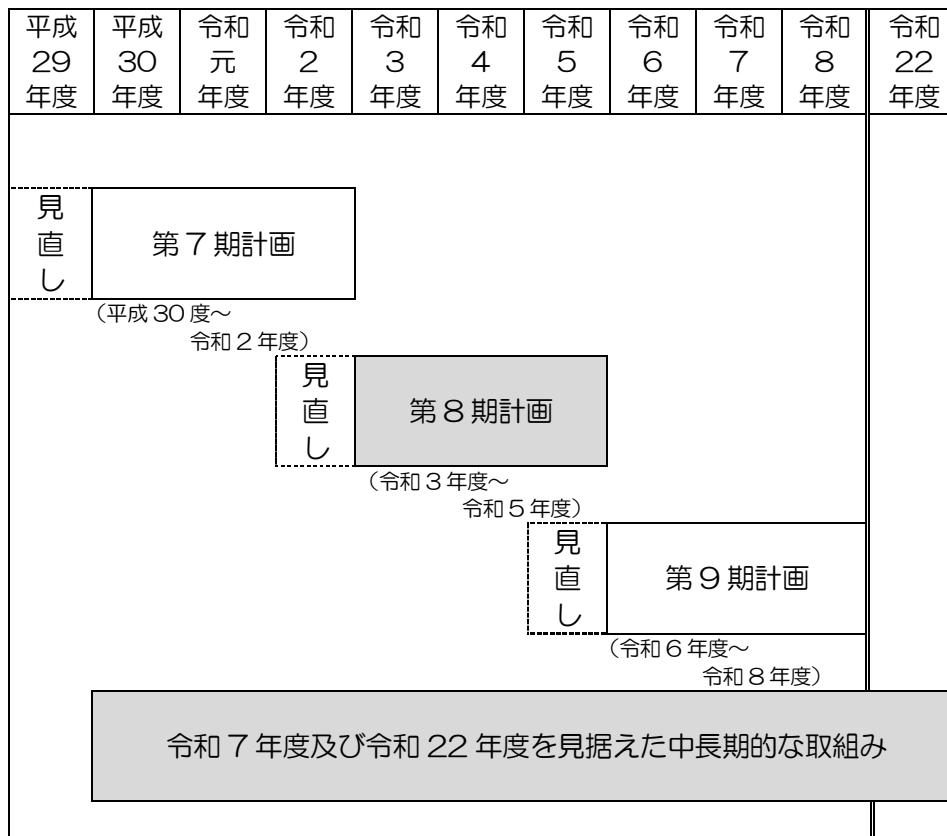 平成
29
年度
平成
30
年度
令和
元
年度
令和
2
年度
令和
3
年度
令和
4
年度
令和
5
年度
令和
6
年度
令和
7
年度
令和
8
年度
令和
22
年度
見
直
し
第7期計画
（平成30度～
令和2年度）
見
直
し
第8期計画
（令和3年度～
令和5年度）
見
直
し
第9期計画
（令和6年度～
令和8年度）
令和7年度及び令和22年度を見据えた中長期的な取組み